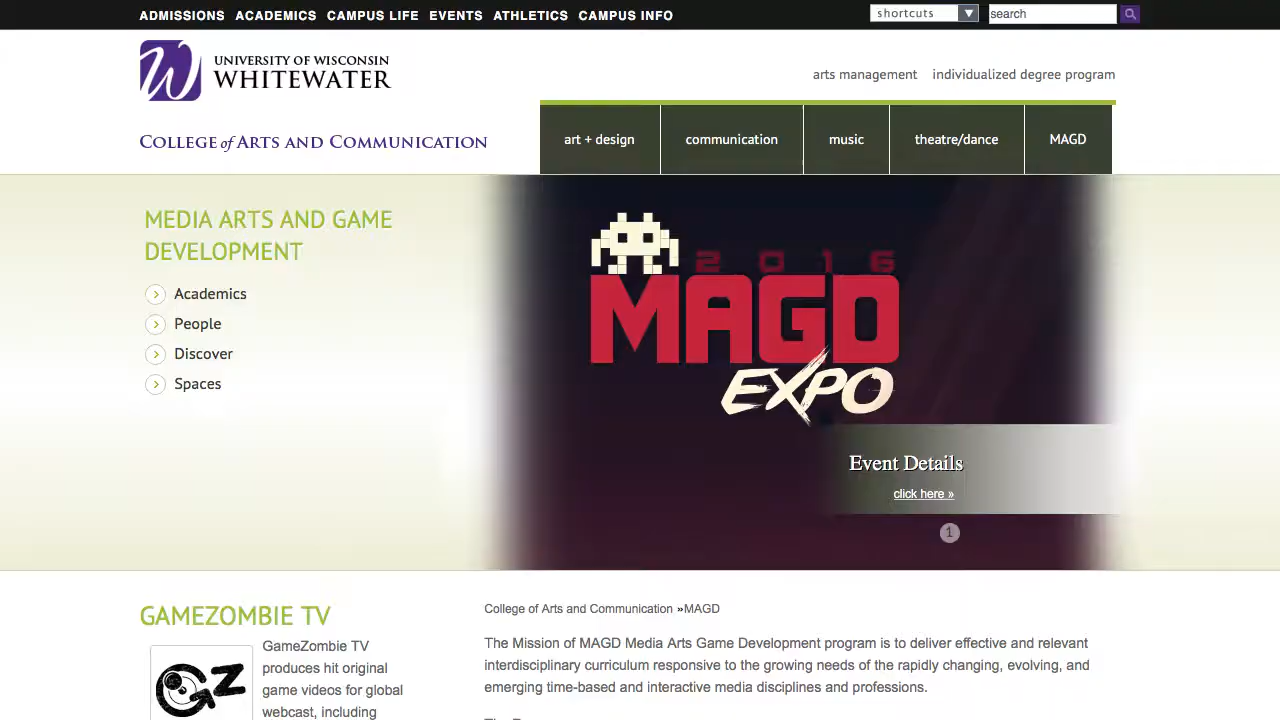 ADMISSIONS ACADEMICS CAMPUS LIFE EVENTS ATHLETICS CAMPUS INFO
shortcuts
search
W
UNIVERSITY OF WISCONSIN
WHITEWATER
arts management individualized degree program
COLLEGE of ARTS AND COMMUNICATION
art + design communication music theatre/dance MAGD
MEDIA ARTS AND GAME
DEVELOPMENT
Academics
People
Discover
Spaces
2016
MAGD
EXPO
Event Details
click here »
1
GAMEZOMBIE TV
GameZombie TV
produces hit original
game videos for global
webcast, including
GZ
College of Arts and Communication »MAGD
The Mission of MAGD Media Arts Game Development program is to deliver effective and relevant
interdisciplinary curriculum responsive to the growing needs of the rapidly changing, evolving, and
emerging time-based and interactive media disciplines and professions.